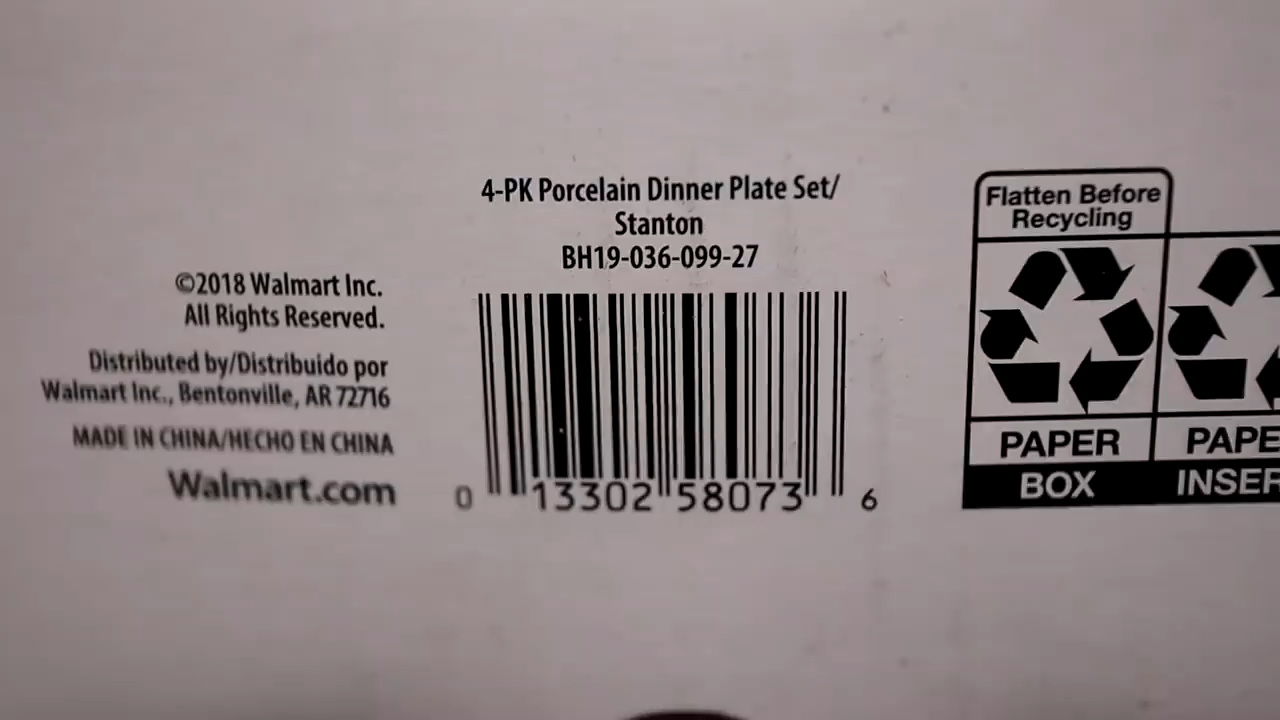 ©2018 Walmart Inc.
All Rights Reserved.
Distributed by/Distribuido por
Walmart Inc., Bentonville, AR 72716
MADE IN CHINA/HECHO EN CHINA
Walmart.com
4-PK Porcelain Dinner Plate Set/
Stanton
BH19-036-099-27
0 13302 58073 6
Flatten Before
Recycling
PAPER
BOX
PAPE
INSER